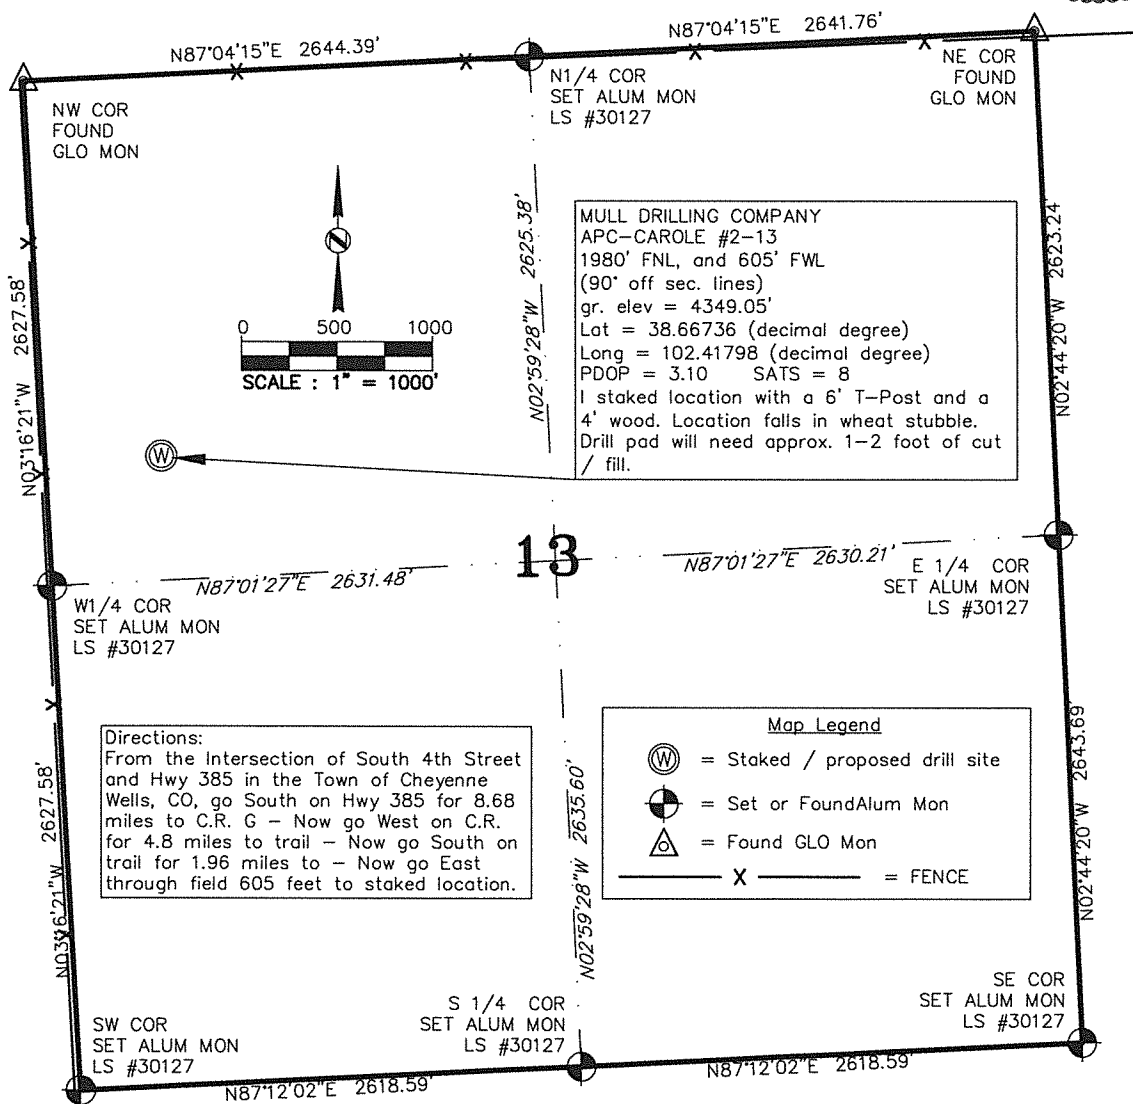 N87°04'15"E 2644.39'
N87°04'15"E 2641.76'
NW COR
FOUND
GLO MON
N1/4 COR
SET ALUM MON
LS #30127
NE COR
FOUND
GLO MON
0 500 1000
SCALE : 1" = 1000'
MULL DRILLING COMPANY
APC-CAROLE #2-13
1980' FNL, and 605' FWL
(90° off sec. lines)
gr. elev = 4349.05'
Lat = 38.66736 (decimal degree)
Long = 102.41798 (decimal degree)
PDOP = 3.10 SATS = 8
I staked location with a 6' T-Post and a
4' wood. Location falls in wheat stubble.
Drill pad will need approx. 1-2 foot of cut
/ fill.
N03°16'21"W 2627.58'
N02°59'28"W 2625.38'
N02°44'20"W 2623.24'
W
13
N87°01'27"E 2631.48'
N87°01'27"E 2630.21'
W1/4 COR
SET ALUM MON
LS #30127
E 1/4 COR
SET ALUM MON
LS #30127
Directions:
From the Intersection of South 4th Street
and Hwy 385 in the Town of Cheyenne
Wells, CO, go South on Hwy 385 for 8.68
miles to C.R. G - Now go West on C.R.
for 4.8 miles to trail - Now go South on
trail for 1.96 miles to - Now go East
through field 605 feet to staked location.
Map Legend
W = Staked / proposed drill site
= Set or FoundAlum Mon
= Found GLO Mon
X = FENCE
N03°16'21"W 2627.58'
N02°59'28"W 2635.60'
N02°44'20"W 2643.69'
SW COR
SET ALUM MON
LS #30127
S 1/4 COR
SET ALUM MON
LS #30127
SE COR
SET ALUM MON
LS #30127
N87°12'02"E 2618.59'
N87°12'02"E 2618.59'